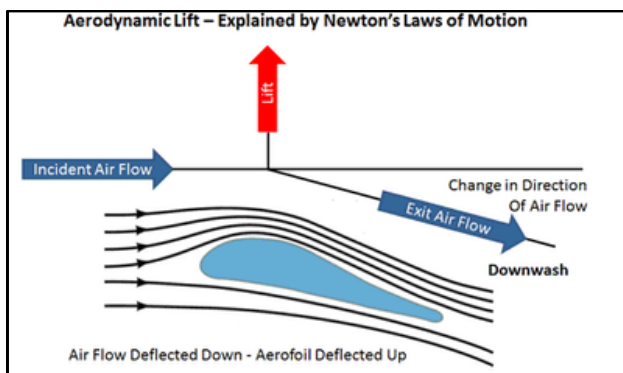 Aerodynamic Lift – Explained by Newton's Laws of Motion
Lift
Incident Air Flow
Change in Direction
Of Air Flow
Exit Air Flow
Downwash
Air Flow Deflected Down - Aerofoil Deflected Up